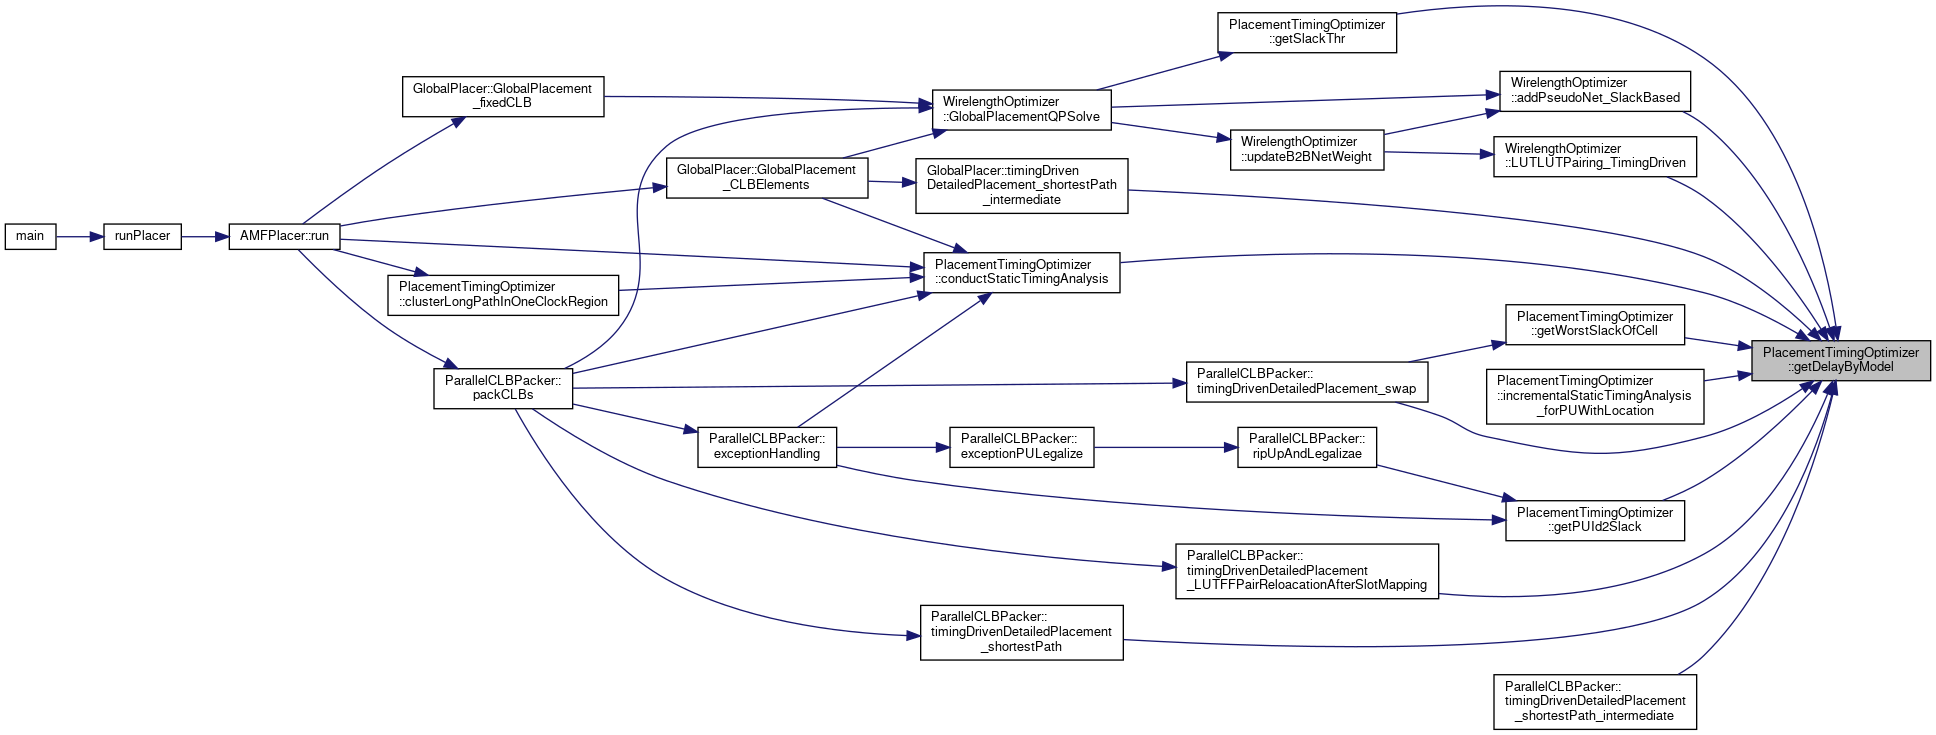 PlacementTimingOptimizer
::getSlackThr
GlobalPlacer::GlobalPlacement
_fixedCLB
WirelengthOptimizer
::GlobalPlacementQPSolve
WirelengthOptimizer
::addPseudoNet_SlackBased
WirelengthOptimizer
::updateB2BNetWeight
WirelengthOptimizer
::LUTLUTPairing_TimingDriven
GlobalPlacer::GlobalPlacement
_CLBElements
GlobalPlacer::timingDriven
DetailedPlacement_shortestPath
_intermediate
main
runPlacer
AMFPlacer::run
PlacementTimingOptimizer
::clusterLongPathInOneClockRegion
PlacementTimingOptimizer
::conductStaticTimingAnalysis
PlacementTimingOptimizer
::getWorstSlackOfCell
PlacementTimingOptimizer
::getDelayByModel
ParallelCLBPacker::
packCLBs
ParallelCLBPacker::
timingDrivenDetailedPlacement_swap
PlacementTimingOptimizer
::incrementalStaticTimingAnalysis
_forPUWithLocation
ParallelCLBPacker::
exceptionHandling
ParallelCLBPacker::
exceptionPULegalize
ParallelCLBPacker::
ripUpAndLegalizae
PlacementTimingOptimizer
::getPUId2Slack
ParallelCLBPacker::
timingDrivenDetailedPlacement
_LUTFFPairReloacationAfterSlotMapping
ParallelCLBPacker::
timingDrivenDetailedPlacement
_shortestPath
ParallelCLBPacker::
timingDrivenDetailedPlacement
_shortestPath_intermediate